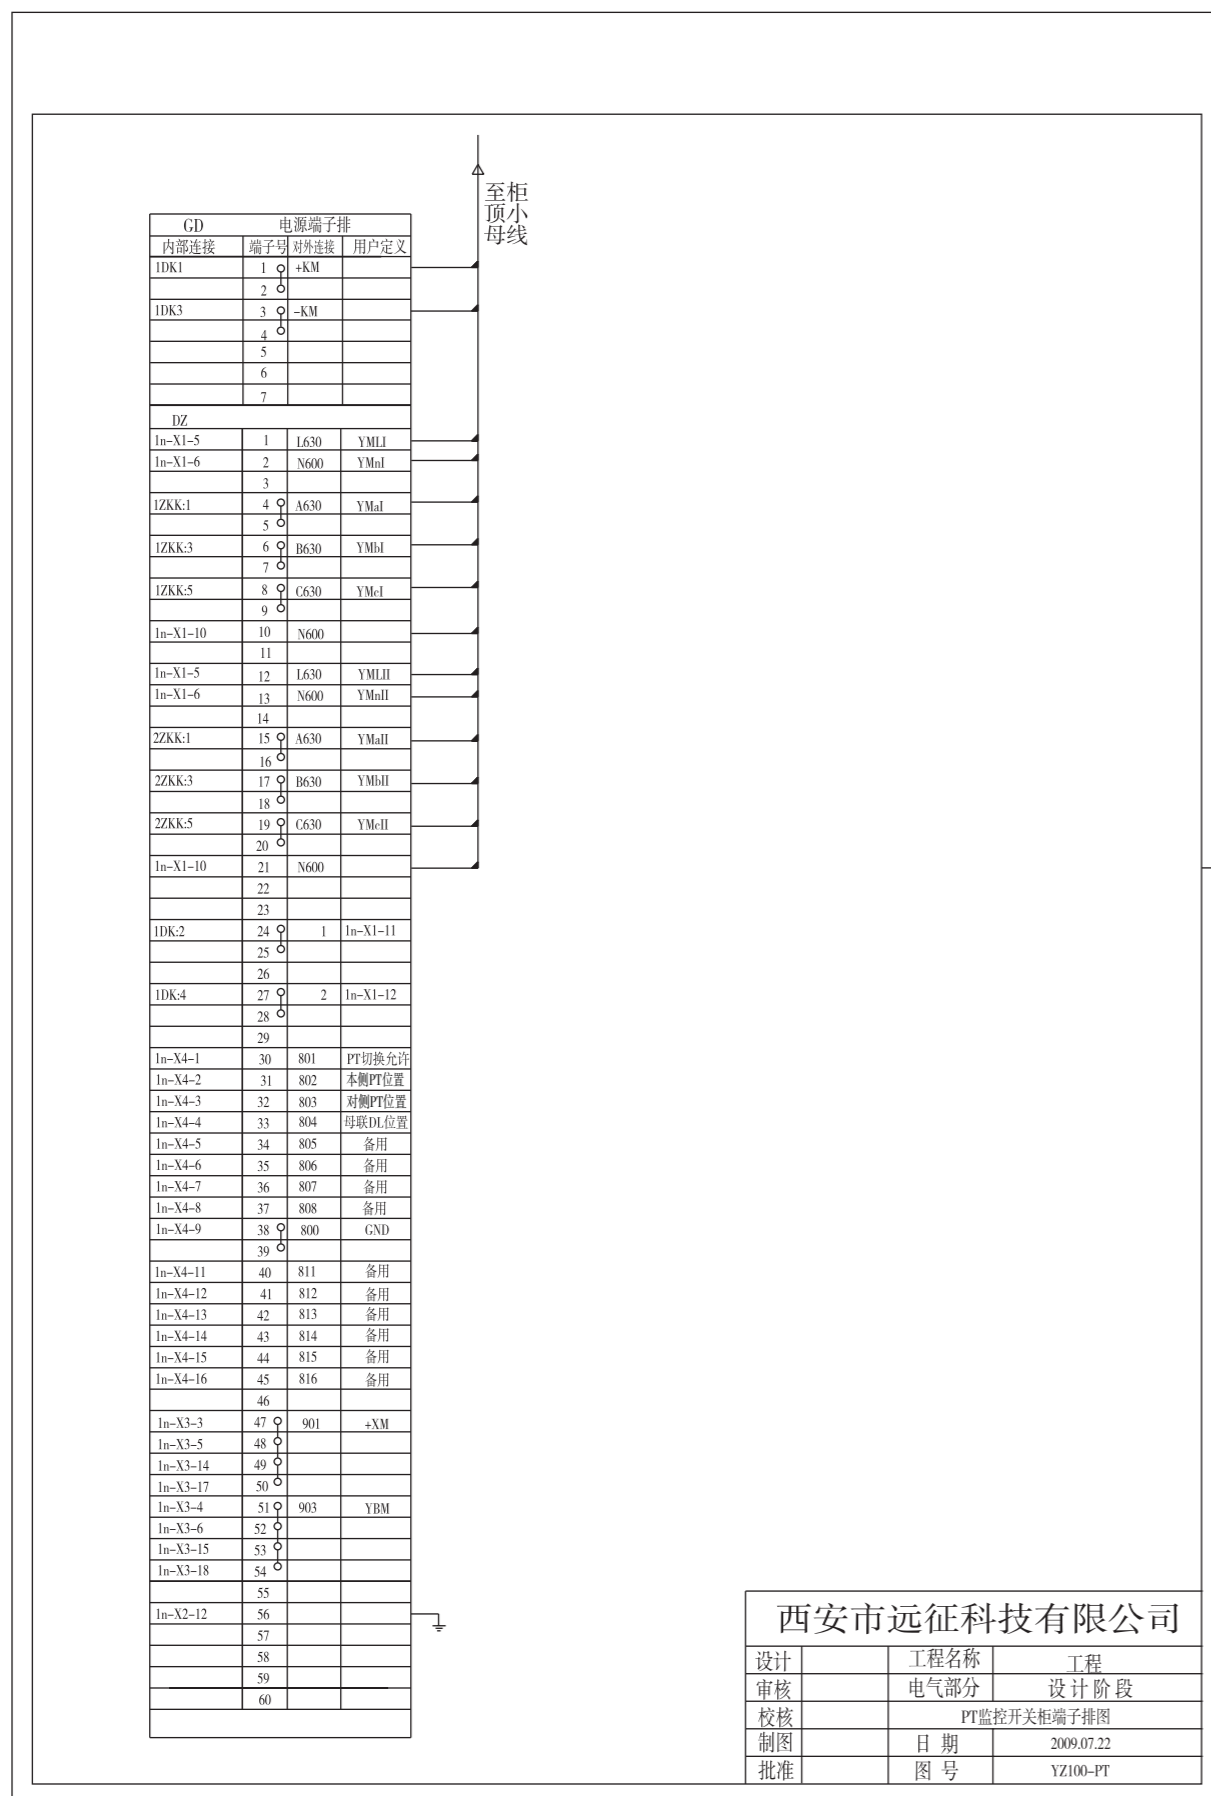 至柜
顶小
母线
GD 电源端子排
内部连接 端子号 对外连接 用户定义
1DK1 1 +KM
2
1DK3 3 -KM
4
5
6
7
DZ
1n-X1-5 1 L630 YMLI
1n-X1-6 2 N600 YMnI
3
1ZKK:1 4 A630 YMaI
5
1ZKK:3 6 B630 YMbI
7
1ZKK:5 8 C630 YMcI
9
1n-X1-10 10 N600
11
1n-X1-5 12 L630 YMLII
1n-X1-6 13 N600 YMnII
14
2ZKK:1 15 A630 YMaII
16
2ZKK:3 17 B630 YMbII
18
2ZKK:5 19 C630 YMcII
20
1n-X1-10 21 N600
22
23
1DK:2 24 1 1n-X1-11
25
26
1DK:4 27 2 1n-X1-12
28
29
1n-X4-1 30 801 PT切换允许
1n-X4-2 31 802 本侧PT位置
1n-X4-3 32 803 对侧PT位置
1n-X4-4 33 804 母联DL位置
1n-X4-5 34 805 备用
1n-X4-6 35 806 备用
1n-X4-7 36 807 备用
1n-X4-8 37 808 备用
1n-X4-9 38 800 GND
39
1n-X4-11 40 811 备用
1n-X4-12 41 812 备用
1n-X4-13 42 813 备用
1n-X4-14 43 814 备用
1n-X4-15 44 815 备用
1n-X4-16 45 816 备用
46
1n-X3-3 47 901 +XM
1n-X3-5 48
1n-X3-14 49
1n-X3-17 50
1n-X3-4 51 903 YBM
1n-X3-6 52
1n-X3-15 53
1n-X3-18 54
55
1n-X2-12 56
57
58
59
60
西安市远征科技有限公司
设计 工程名称 工程
审核 电气部分 设计阶段
校核 PT监控开关柜端子排图
制图 日 期 2009.07.22
批准 图 号 YZ100-PT